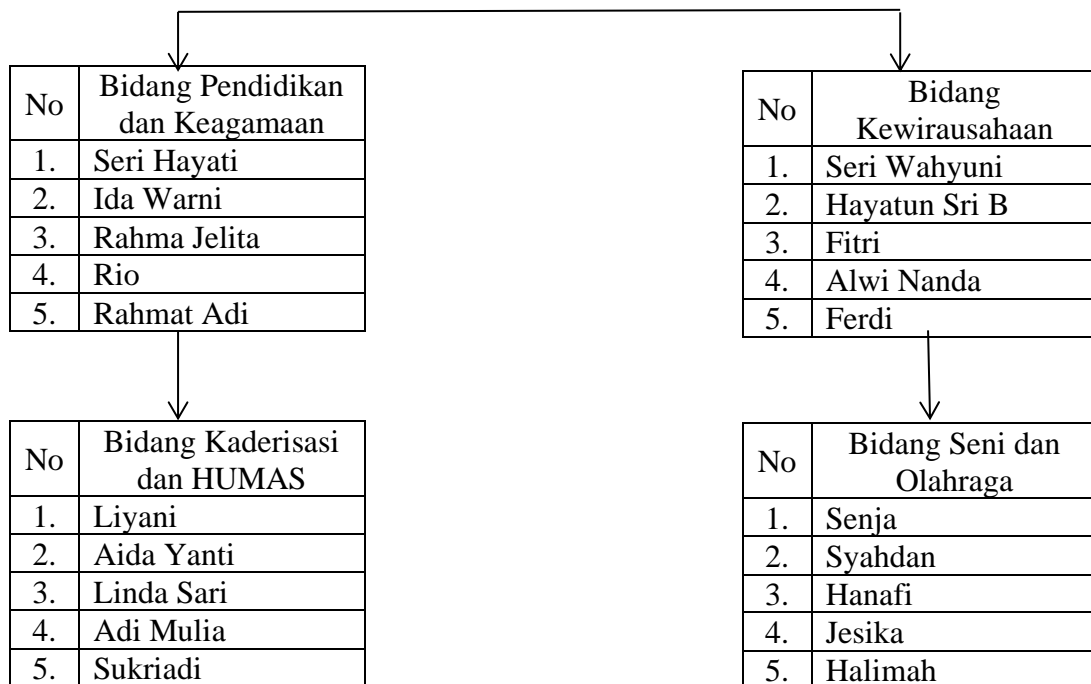 No Bidang Pendidikan
dan Keagamaan
1. Seri Hayati
2. Ida Warni
3. Rahma Jelita
4. Rio
5. Rahmat Adi
No Bidang
Kewirausahaan
1. Seri Wahyuni
2. Hayatun Sri B
3. Fitri
4. Alwi Nanda
5. Ferdi
No Bidang Kaderisasi
dan HUMAS
1. Liyani
2. Aida Yanti
3. Linda Sari
4. Adi Mulia
5. Sukriadi
No Bidang Seni dan
Olahraga
1. Senja
2. Syahdan
3. Hanafi
4. Jesika
5. Halimah